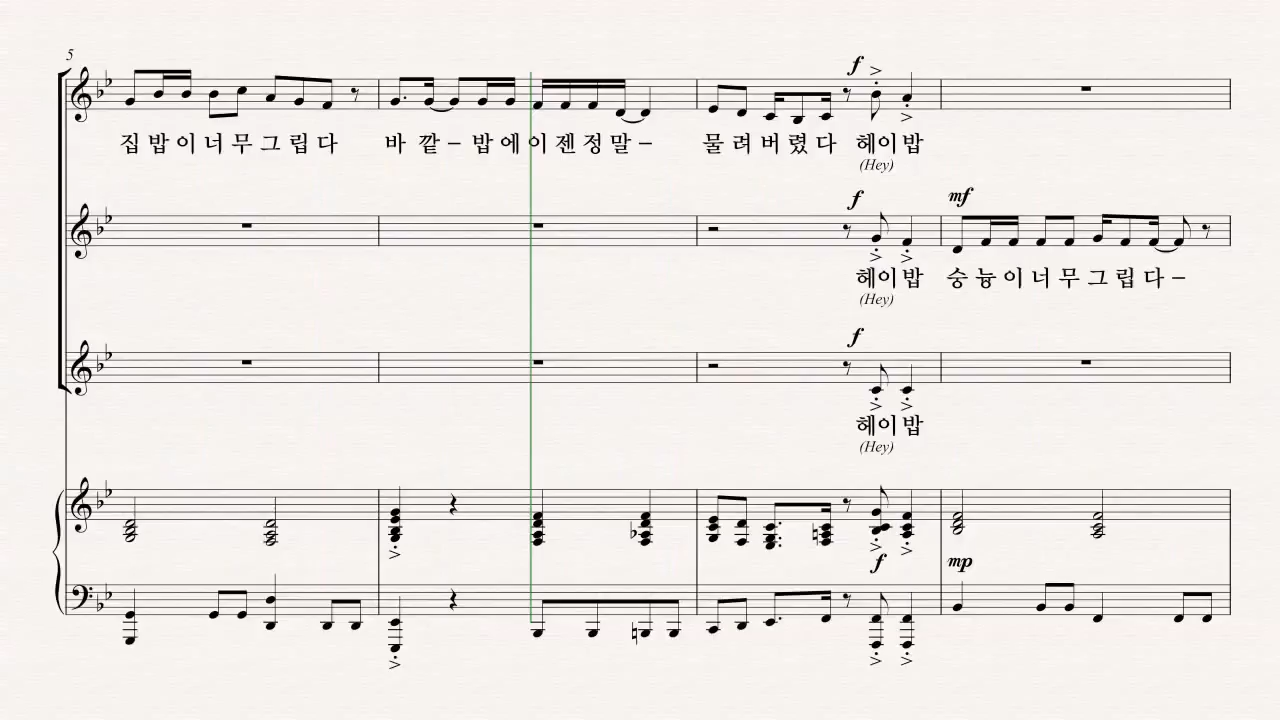 5
f
집 밥 이 너 무 그 립 다 바 깥 – 밥 에 이 젠 정 말 – 물 려 버 렸 다 헤이 밥
(Hey)
f mf
헤이 밥 숭 늉 이 너 무 그 립 다 –
(Hey)
f
헤이 밥
(Hey)
f mp